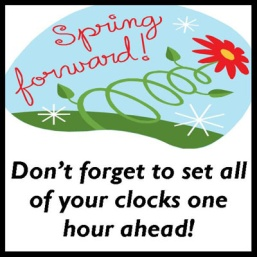 Spring
forward!
Don't forget to set all
of your clocks one
hour ahead!